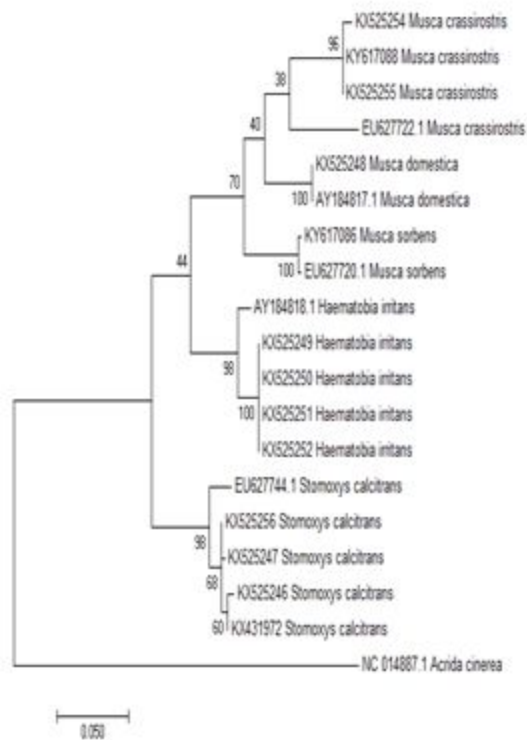 KX525254 Musca crassirostris
96
KY617088 Musca crassirostris
38
KX525255 Musca crassirostris
40
EU627722.1 Musca crassirostris
KX525248 Musca domestica
70
100
AY184817.1 Musca domestica
KY617086 Musca sorbens
44
100
EU627720.1 Musca sorbens
AY184818.1 Haematobia irritans
KX525249 Haematobia irritans
98
KX525250 Haematobia irritans
100
KX525251 Haematobia irritans
KX525252 Haematobia irritans
EU627744.1 Stomoxys calcitrans
KX525256 Stomoxys calcitrans
98
KX525247 Stomoxys calcitrans
68
KX525246 Stomoxys calcitrans
60
KX431972 Stomoxys calcitrans
NC 014887.1 Acrida cinerea
0.050